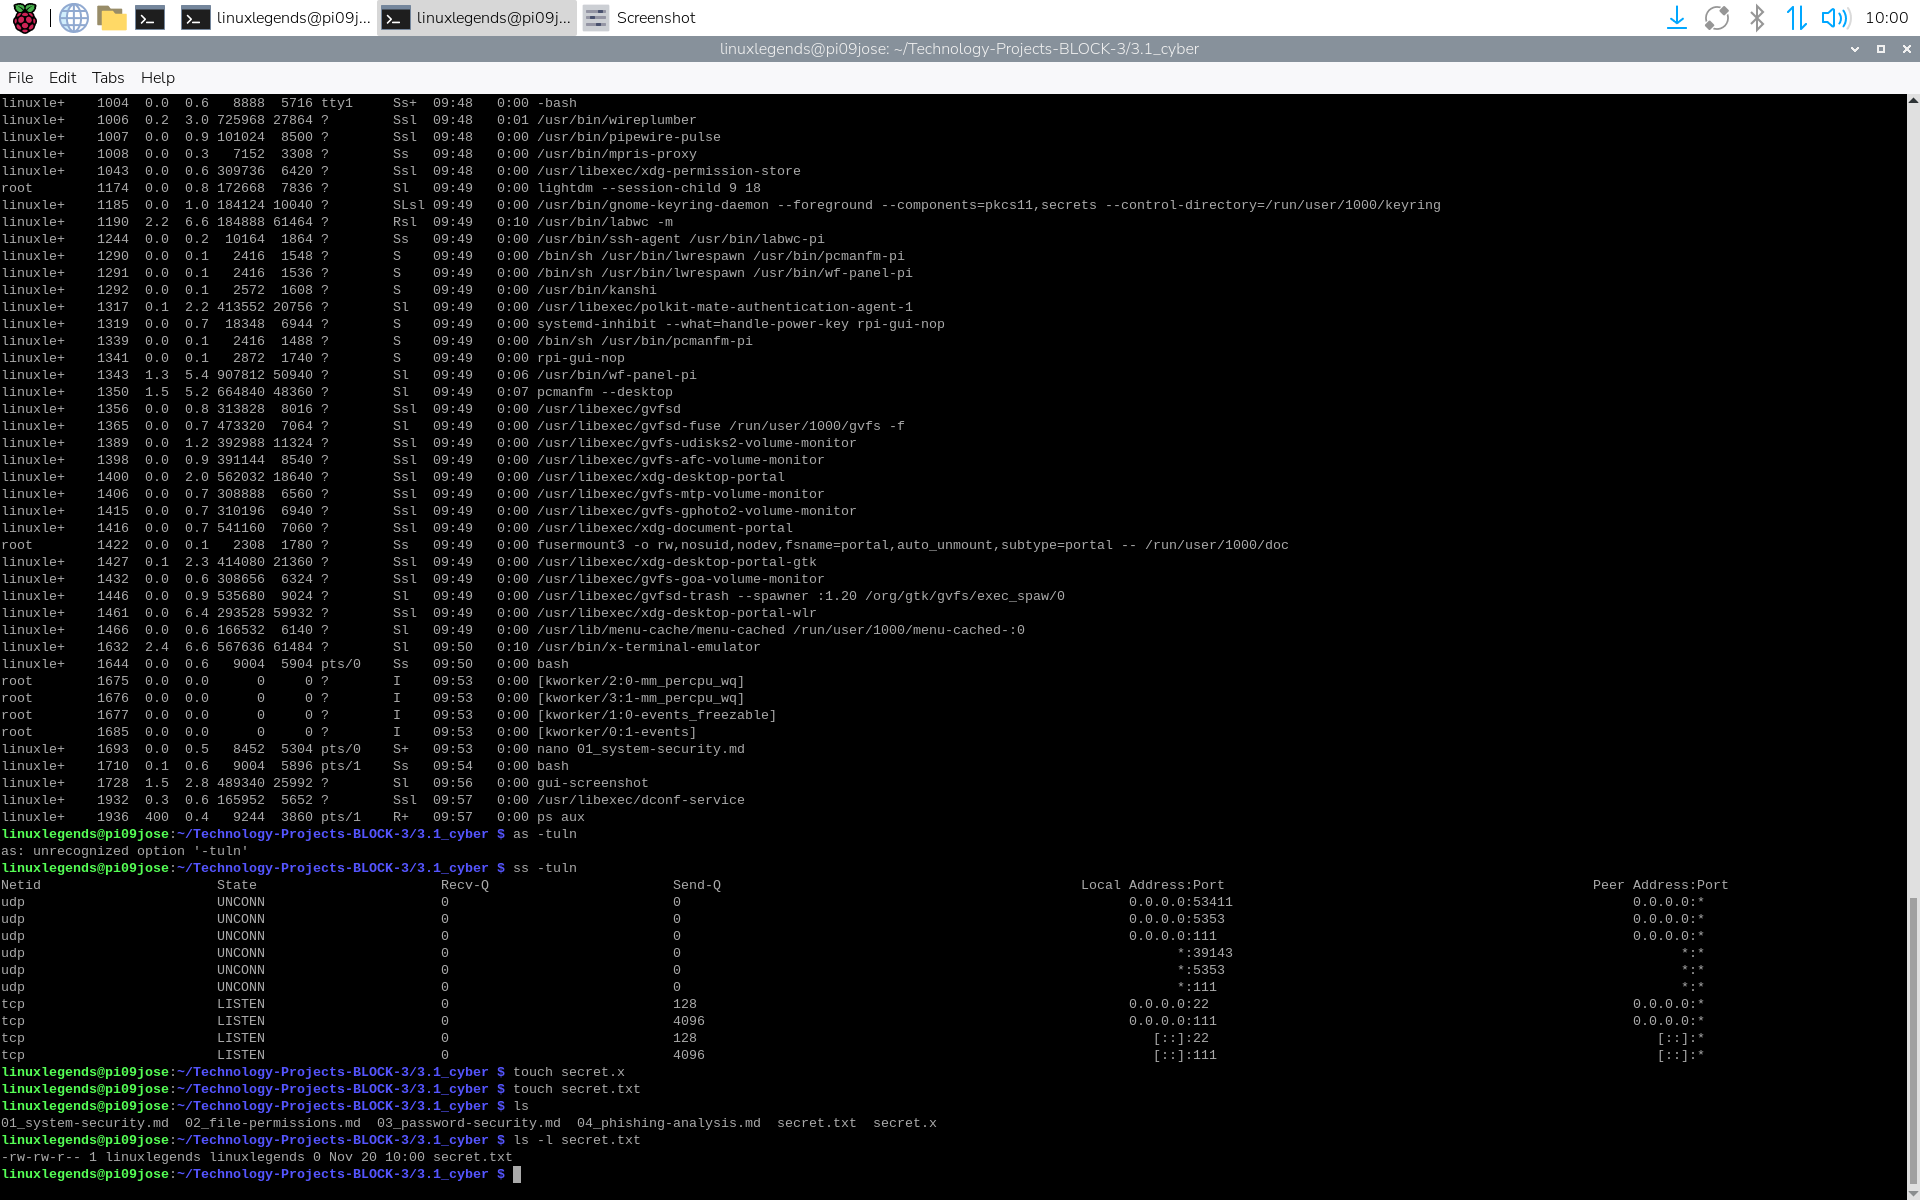 linuxlegends@pi09j... linuxlegends@pi09j... Screenshot 10:00
linuxlegends@pi09jose: ~/Technology-Projects-BLOCK-3/3.1_cyber
File Edit Tabs Help
linuxle+    1004  0.0  0.6   8888  5716 tty1     Ss+  09:48   0:00 -bash
linuxle+    1006  0.2  3.0 725968 27864 ?        Ssl  09:48   0:01 /usr/bin/wireplumber
linuxle+    1007  0.0  0.9 101024  8500 ?        Ssl  09:48   0:00 /usr/bin/pipewire-pulse
linuxle+    1008  0.0  0.3   7152  3308 ?        Ss   09:48   0:00 /usr/bin/mpris-proxy
linuxle+    1043  0.0  0.6 309736  6420 ?        Ssl  09:48   0:00 /usr/libexec/xdg-permission-store
root        1174  0.0  0.8 172668  7836 ?        Sl   09:49   0:00 lightdm --session-child 9 18
linuxle+    1185  0.0  1.0 184124 10040 ?        SLsl 09:49   0:00 /usr/bin/gnome-keyring-daemon --foreground --components=pkcs11,secrets --control-directory=/run/user/1000/keyring
linuxle+    1190  2.2  6.6 184888 61464 ?        Rsl  09:49   0:10 /usr/bin/labwc -m
linuxle+    1244  0.0  0.2  10164  1864 ?        Ss   09:49   0:00 /usr/bin/ssh-agent /usr/bin/labwc-pi
linuxle+    1290  0.0  0.1   2416  1548 ?        S    09:49   0:00 /bin/sh /usr/bin/lwrespawn /usr/bin/pcmanfm-pi
linuxle+    1291  0.0  0.1   2416  1536 ?        S    09:49   0:00 /bin/sh /usr/bin/lwrespawn /usr/bin/wf-panel-pi
linuxle+    1292  0.0  0.1   2572  1608 ?        S    09:49   0:00 /usr/bin/kanshi
linuxle+    1317  0.1  2.2 413552 20756 ?        Sl   09:49   0:00 /usr/libexec/polkit-mate-authentication-agent-1
linuxle+    1319  0.0  0.7  18348  6944 ?        S    09:49   0:00 systemd-inhibit --what=handle-power-key rpi-gui-nop
linuxle+    1339  0.0  0.1   2416  1488 ?        S    09:49   0:00 /bin/sh /usr/bin/pcmanfm-pi
linuxle+    1341  0.0  0.1   2872  1740 ?        S    09:49   0:00 rpi-gui-nop
linuxle+    1343  1.3  5.4 907812 50940 ?        Sl   09:49   0:06 /usr/bin/wf-panel-pi
linuxle+    1350  1.5  5.2 664840 48360 ?        Sl   09:49   0:07 pcmanfm --desktop
linuxle+    1356  0.0  0.8 313828  8016 ?        Ssl  09:49   0:00 /usr/libexec/gvfsd
linuxle+    1365  0.0  0.7 473320  7064 ?        Sl   09:49   0:00 /usr/libexec/gvfsd-fuse /run/user/1000/gvfs -f
linuxle+    1389  0.0  1.2 392988 11324 ?        Ssl  09:49   0:00 /usr/libexec/gvfs-udisks2-volume-monitor
linuxle+    1398  0.0  0.9 391144  8540 ?        Ssl  09:49   0:00 /usr/libexec/gvfs-afc-volume-monitor
linuxle+    1400  0.0  2.0 562032 18640 ?        Ssl  09:49   0:00 /usr/libexec/xdg-desktop-portal
linuxle+    1406  0.0  0.7 308888  6560 ?        Ssl  09:49   0:00 /usr/libexec/gvfs-mtp-volume-monitor
linuxle+    1415  0.0  0.7 310196  6940 ?        Ssl  09:49   0:00 /usr/libexec/gvfs-gphoto2-volume-monitor
linuxle+    1416  0.0  0.7 541160  7060 ?        Ssl  09:49   0:00 /usr/libexec/xdg-document-portal
root        1422  0.0  0.1   2308  1780 ?        Ss   09:49   0:00 fusermount3 -o rw,nosuid,nodev,fsname=portal,auto_unmount,subtype=portal -- /run/user/1000/doc
linuxle+    1427  0.1  2.3 414080 21360 ?        Ssl  09:49   0:00 /usr/libexec/xdg-desktop-portal-gtk
linuxle+    1432  0.0  0.6 308656  6324 ?        Ssl  09:49   0:00 /usr/libexec/gvfs-goa-volume-monitor
linuxle+    1446  0.0  0.9 535680  9024 ?        Sl   09:49   0:00 /usr/libexec/gvfsd-trash --spawner :1.20 /org/gtk/gvfs/exec_spaw/0
linuxle+    1461  0.0  6.4 293528 59932 ?        Ssl  09:49   0:00 /usr/libexec/xdg-desktop-portal-wlr
linuxle+    1466  0.0  0.6 166532  6140 ?        Sl   09:49   0:00 /usr/lib/menu-cache/menu-cached /run/user/1000/menu-cached-:0
linuxle+    1632  2.4  6.6 567636 61484 ?        Sl   09:50   0:10 /usr/bin/x-terminal-emulator
linuxle+    1644  0.0  0.6   9004  5904 pts/0    Ss   09:50   0:00 bash
root        1675  0.0  0.0      0     0 ?        I    09:53   0:00 [kworker/2:0-mm_percpu_wq]
root        1676  0.0  0.0      0     0 ?        I    09:53   0:00 [kworker/3:1-mm_percpu_wq]
root        1677  0.0  0.0      0     0 ?        I    09:53   0:00 [kworker/1:0-events_freezable]
root        1685  0.0  0.0      0     0 ?        I    09:53   0:00 [kworker/0:1-events]
linuxle+    1693  0.0  0.5   8452  5304 pts/0    S+   09:53   0:00 nano 01_system-security.md
linuxle+    1710  0.1  0.6   9004  5896 pts/1    Ss   09:54   0:00 bash
linuxle+    1728  1.5  2.8 489340 25992 ?        Sl   09:56   0:00 gui-screenshot
linuxle+    1932  0.3  0.6 165952  5652 ?        Ssl  09:57   0:00 /usr/libexec/dconf-service
linuxle+    1936  400  0.4   9244  3860 pts/1    R+   09:57   0:00 ps aux
linuxlegends@pi09jose:~/Technology-Projects-BLOCK-3/3.1_cyber $ as -tuln
as: unrecognized option '-tuln'
linuxlegends@pi09jose:~/Technology-Projects-BLOCK-3/3.1_cyber $ ss -tuln
Netid State Recv-Q Send-Q Local Address:Port Peer Address:Port
udp UNCONN 0 0 0.0.0.0:53411 0.0.0.0:*
udp UNCONN 0 0 0.0.0.0:5353 0.0.0.0:*
udp UNCONN 0 0 0.0.0.0:111 0.0.0.0:*
udp UNCONN 0 0 *:39143 *:*
udp UNCONN 0 0 *:5353 *:*
udp UNCONN 0 0 *:111 *:*
tcp LISTEN 0 128 0.0.0.0:22 0.0.0.0:*
tcp LISTEN 0 4096 0.0.0.0:111 0.0.0.0:*
tcp LISTEN 0 128 [::]:22 [::]:*
tcp LISTEN 0 4096 [::]:111 [::]:*
linuxlegends@pi09jose:~/Technology-Projects-BLOCK-3/3.1_cyber $ touch secret.x
linuxlegends@pi09jose:~/Technology-Projects-BLOCK-3/3.1_cyber $ touch secret.txt
linuxlegends@pi09jose:~/Technology-Projects-BLOCK-3/3.1_cyber $ ls
01_system-security.md  02_file-permissions.md  03_password-security.md  04_phishing-analysis.md  secret.txt  secret.x
linuxlegends@pi09jose:~/Technology-Projects-BLOCK-3/3.1_cyber $ ls -l secret.txt
-rw-rw-r-- 1 linuxlegends linuxlegends 0 Nov 20 10:00 secret.txt
linuxlegends@pi09jose:~/Technology-Projects-BLOCK-3/3.1_cyber $